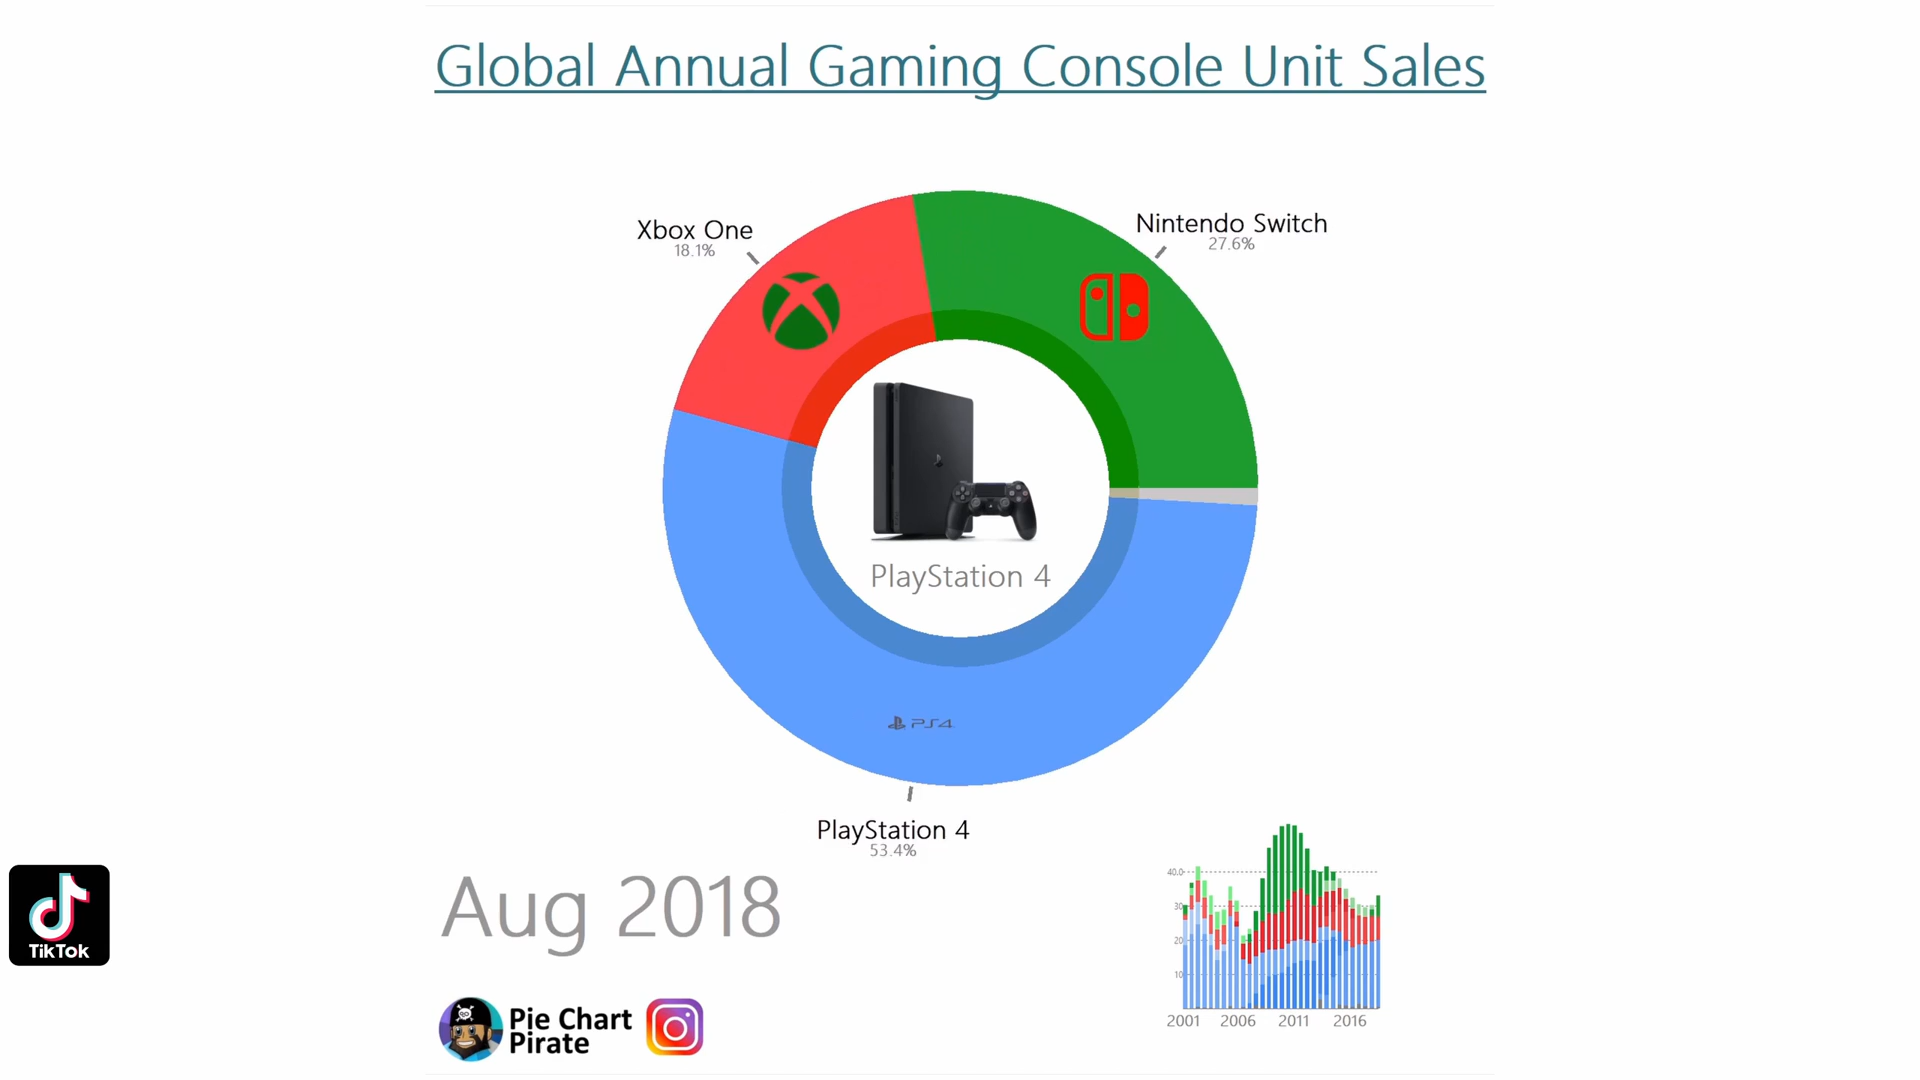 Global Annual Gaming Console Unit Sales
Xbox One
18.1%
Nintendo Switch
27.6%
PlayStation 4
PS4
PlayStation 4
53.4%
Aug 2018
TikTok
Pie Chart
Pirate
40.0
30
20
10
2001 2006 2011 2016